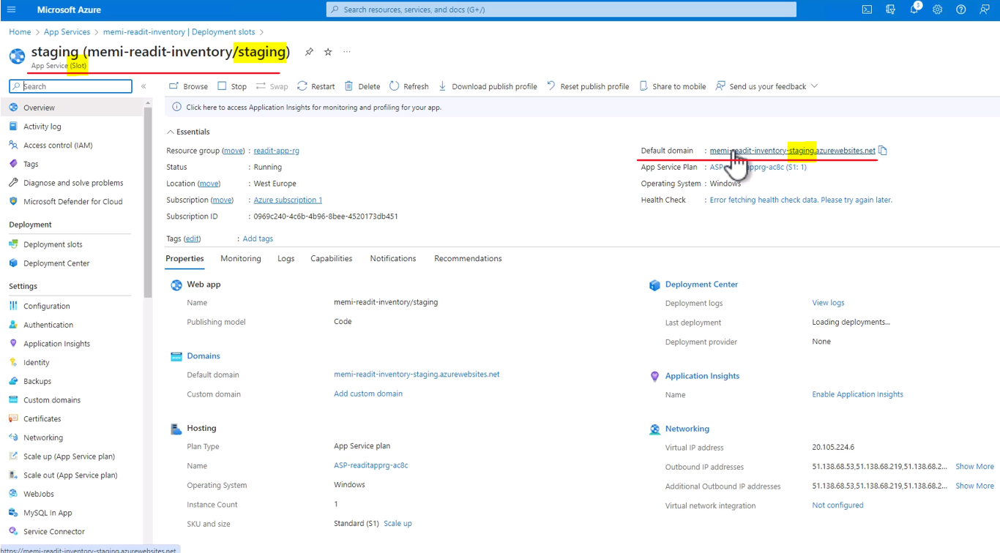 Microsoft Azure
Search resources, services, and docs (G+/)
3
Home > App Services > memi-readit-inventory | Deployment slots >
staging (memi-readit-inventory/staging)
App Service (Slot)
Search
«
Browse Stop Swap Restart Delete Refresh Download publish profile Reset publish profile Share to mobile Send us your feedback
Click here to access Application Insights for monitoring and profiling for your app.
Overview
Activity log
Access control (IAM)
Tags
Diagnose and solve problems
Microsoft Defender for Cloud
Deployment
Deployment slots
Deployment Center
Settings
Configuration
Authentication
Application Insights
Identity
Backups
Custom domains
Certificates
Networking
Scale up (App Service plan)
Scale out (App Service plan)
WebJobs
MySQL In App
Service Connector
Essentials
Resource group (move) : readit-app-rg
Status : Running
Location (move) : West Europe
Subscription (move) : Azure subscription 1
Subscription ID : 0969c240-4c6b-4b96-8bee-4520173db451
Tags (edit) : Add tags
Default domain : memi-readit-inventory-staging.azurewebsites.net
App Service Plan : ASP- apprg-ac8c (S1: 1)
Operating System : Windows
Health Check : Error fetching health check data. Please try again later.
Properties Monitoring Logs Capabilities Notifications Recommendations
Web app
Name memi-readit-inventory/staging
Publishing model Code
Domains
Default domain memi-readit-inventory-staging.azurewebsites.net
Custom domain Add custom domain
Hosting
Plan Type App Service plan
Name ASP-readitapprg-ac8c
Operating System Windows
Instance Count 1
SKU and size Standard (S1) Scale up
Deployment Center
Deployment logs View logs
Last deployment Loading deployments...
Deployment provider None
Application Insights
Name Enable Application Insights
Networking
Virtual IP address 20.105.224.6
Outbound IP addresses 51.138.68.53,51.138.68.219,51.138.68.2... Show More
Additional Outbound IP addresses 51.138.68.53,51.138.68.219,51.138.68.2... Show More
Virtual network integration Not configured
https://memi-readit-inventory-staging.azurewebsites.net